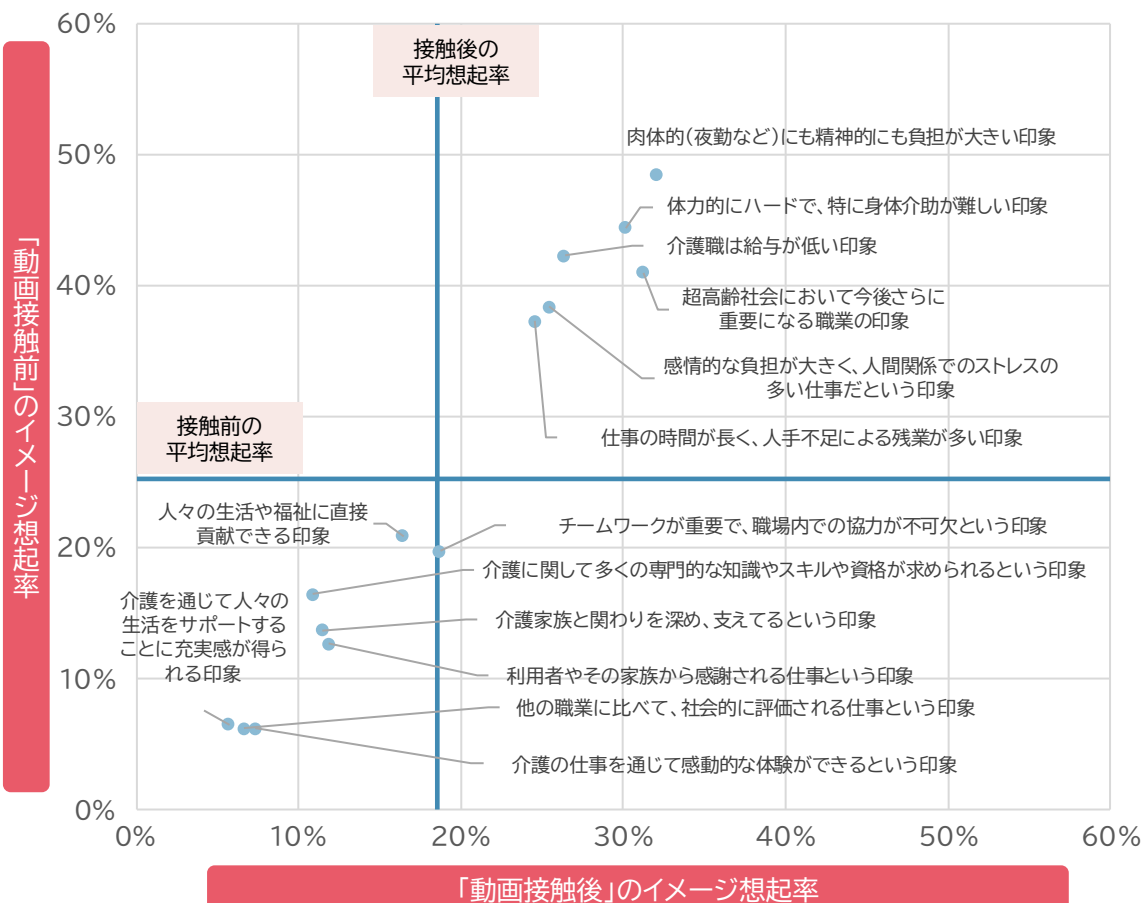 60%
50%
40%
30%
20%
10%
0%
0%
10%
20%
30%
40%
50%
60%
「動画接触前」のイメージ想起率
「動画接触後」のイメージ想起率
接触後の
平均想起率
接触前の
平均想起率
肉体的(夜勤など)にも精神的にも負担が大きい印象
体力的にハードで、特に身体介助が難しい印象
介護職は給与が低い印象
超高齢社会において今後さらに
重要になる職業の印象
感情的な負担が大きく、人間関係でのストレスの
多い仕事だという印象
仕事の時間が長く、人手不足による残業が多い印象
人々の生活や福祉に直接
貢献できる印象
チームワークが重要で、職場内での協力が不可欠という印象
介護に関して多くの専門的な知識やスキルや資格が求められるという印象
介護を通じて人々の
生活をサポートする
ことに充実感が得ら
れる印象
介護家族と関わりを深め、支えてるという印象
利用者やその家族から感謝される仕事という印象
他の職業に比べて、社会的に評価される仕事という印象
介護の仕事を通じて感動的な体験ができるという印象